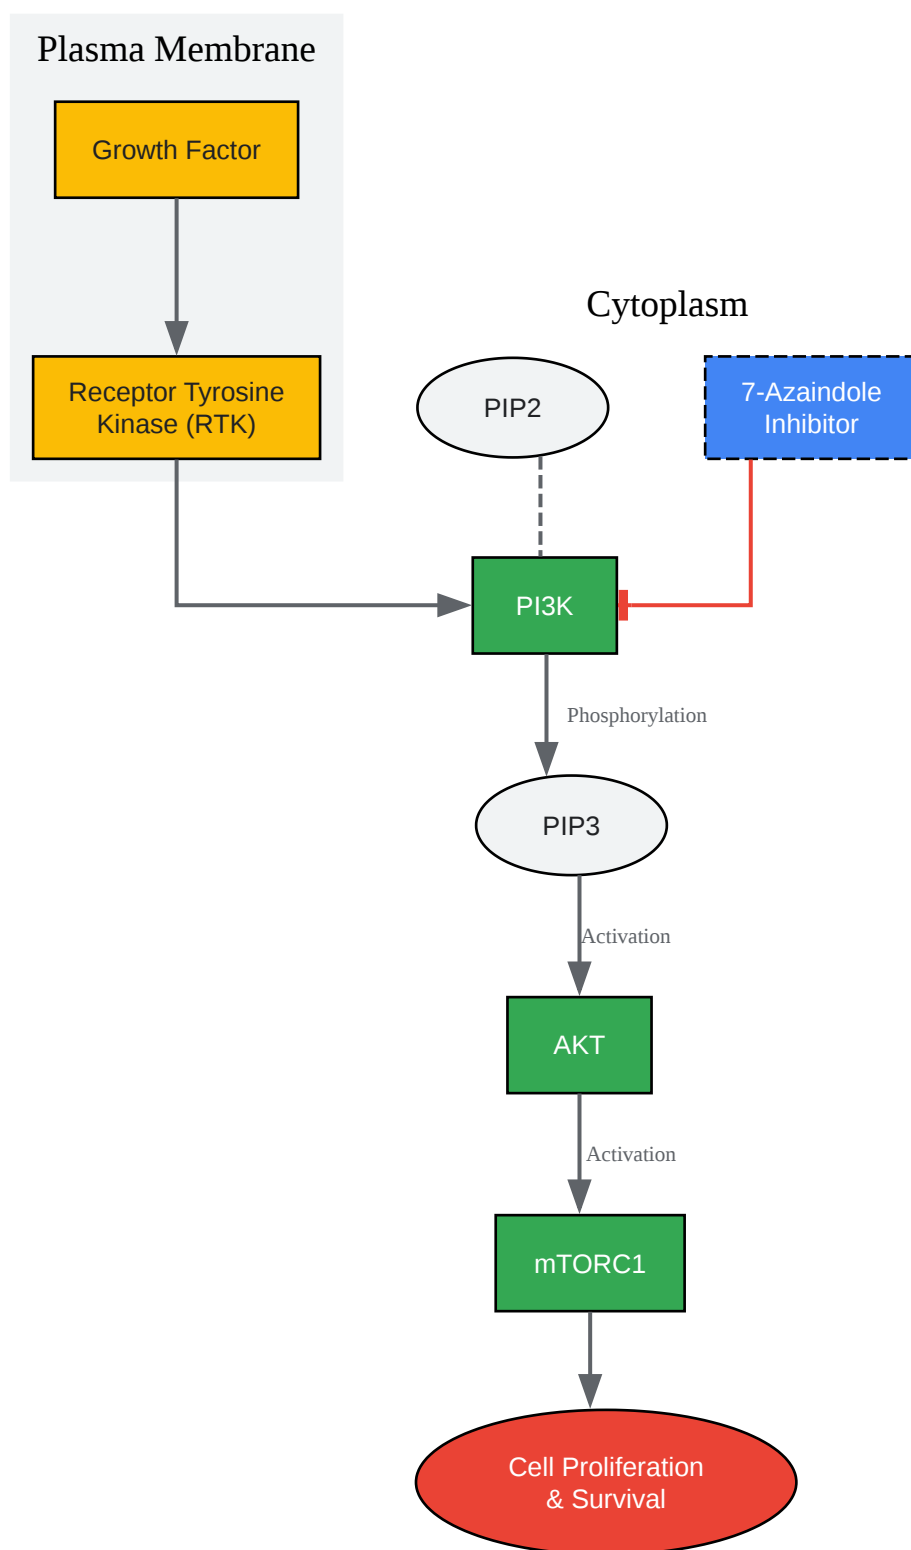 Plasma Membrane
Growth Factor
Cytoplasm
Receptor Tyrosine
Kinase (RTK)
PIP2
7-Azaindole
Inhibitor
PI3K
Phosphorylation
PIP3
Activation
AKT
Activation
mTORC1
Cell Proliferation
& Survival